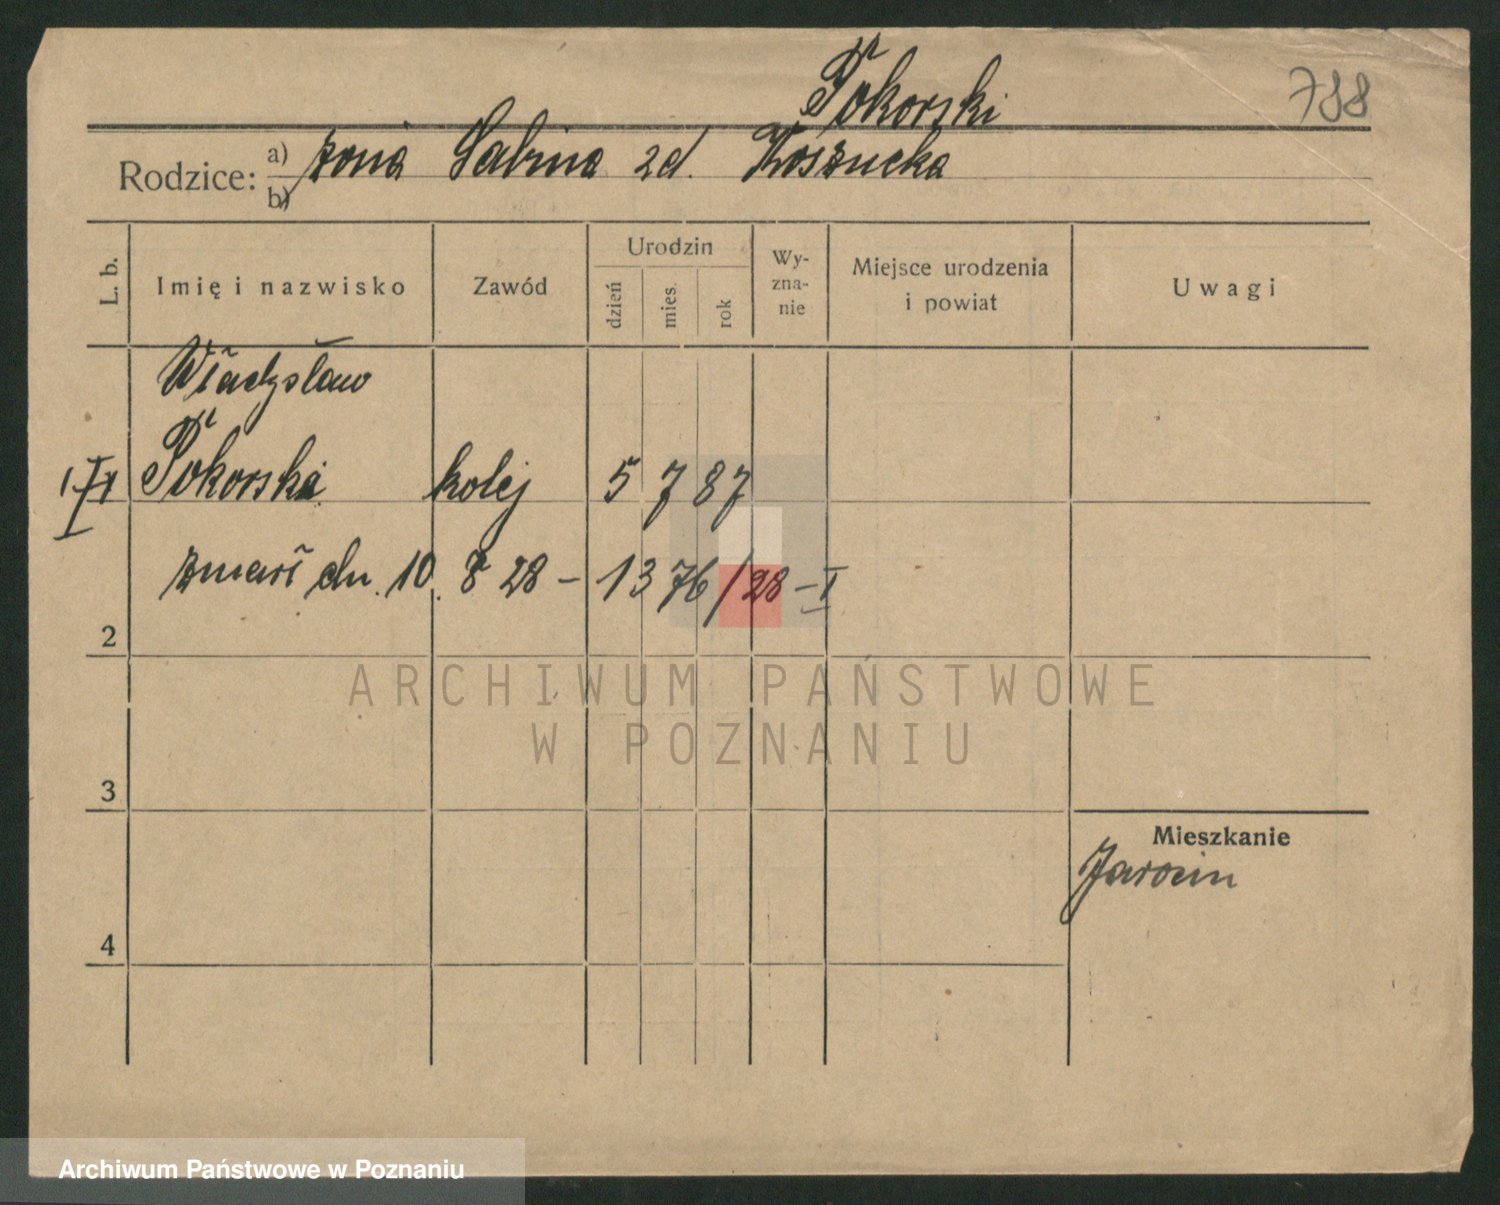 Pokorski
788
Rodzice: a) żona Sabina zd. Koszucka
b)
L. b.
Imię i nazwisko
Zawód
Urodzin
dzień
mies.
rok
Wy-
zna-
nie
Miejsce urodzenia
i powiat
Uwagi
Władysław
Pokorski kolej 5 7 87
zmarł dn. 10. 8 28 – 1376/28 – I
2
ARCHIWUM PAŃSTWOWE
W POZNANIU
3
Mieszkanie
Jarocin
4
Archiwum Państwowe w Poznaniu